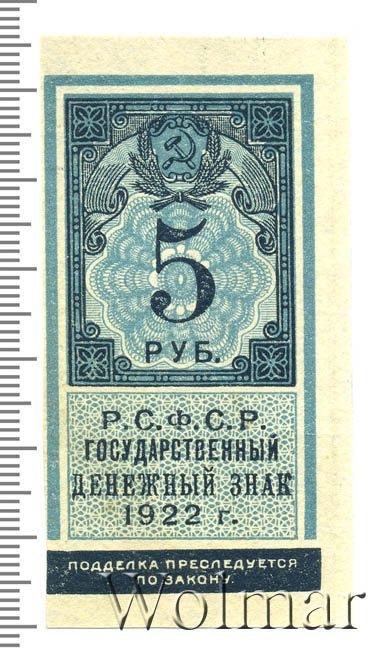 5
РУБ.
Р.С.Ф.С.Р.
ГОСУДАРСТВЕННЫЙ
ДЕНЕЖНЫЙ ЗНАК
1922 г.
ПОДДЕЛКА ПРЕСЛЕДУЕТСЯ
ПО ЗАКОНУ.
Wolmar